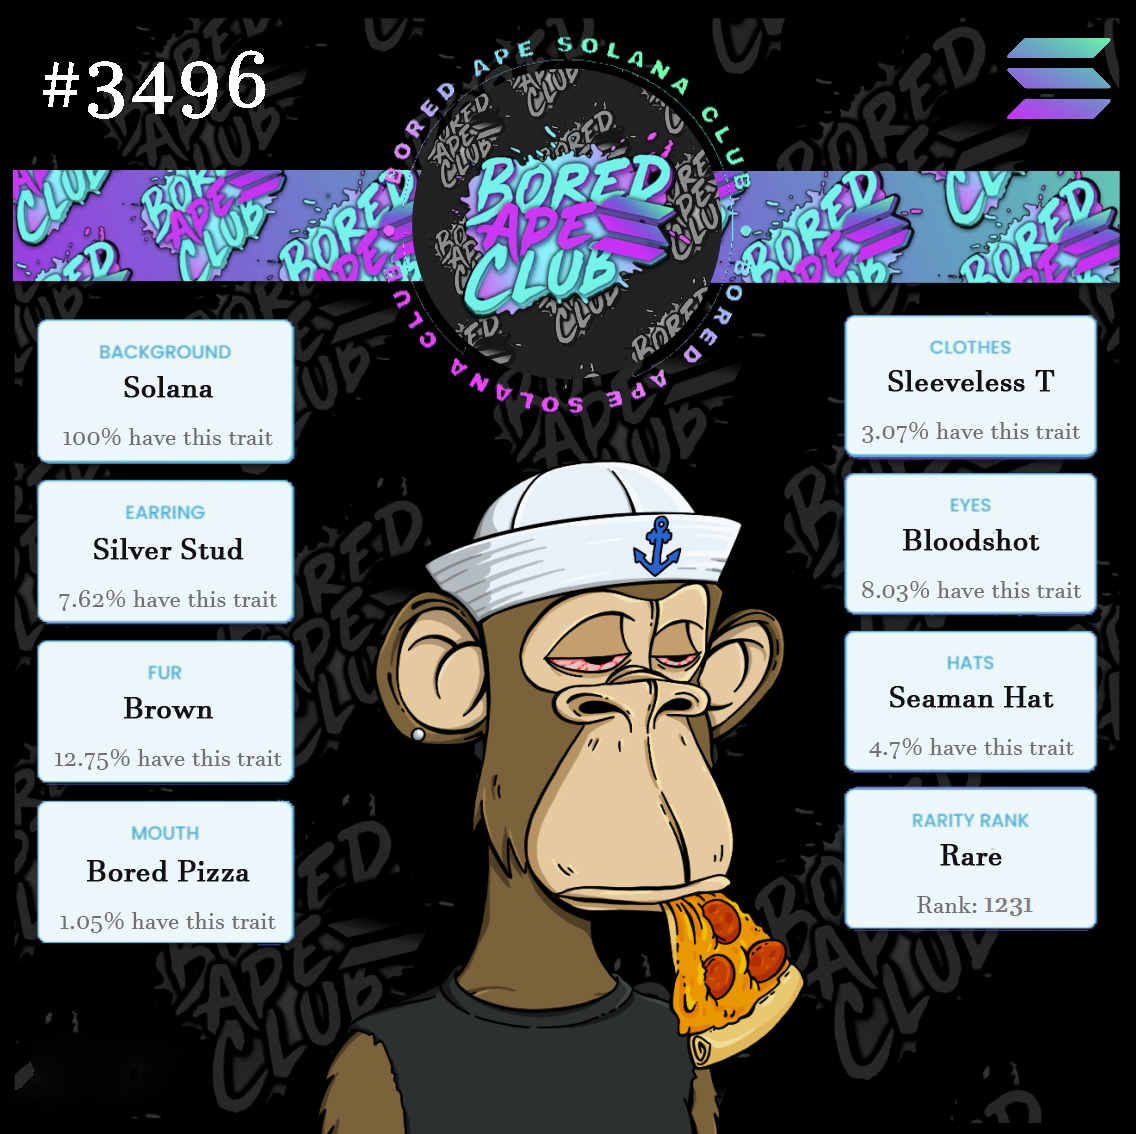 #3496
BORED APE SOLANA CLUB
BORED APE SOLANA CLUB
BORED
APE
CLUB
BACKGROUND
Solana
100% have this trait
EARRING
Silver Stud
7.62% have this trait
FUR
Brown
12.75% have this trait
MOUTH
Bored Pizza
1.05% have this trait
CLOTHES
Sleeveless T
3.07% have this trait
EYES
Bloodshot
8.03% have this trait
HATS
Seaman Hat
4.7% have this trait
RARITY RANK
Rare
Rank: 1231